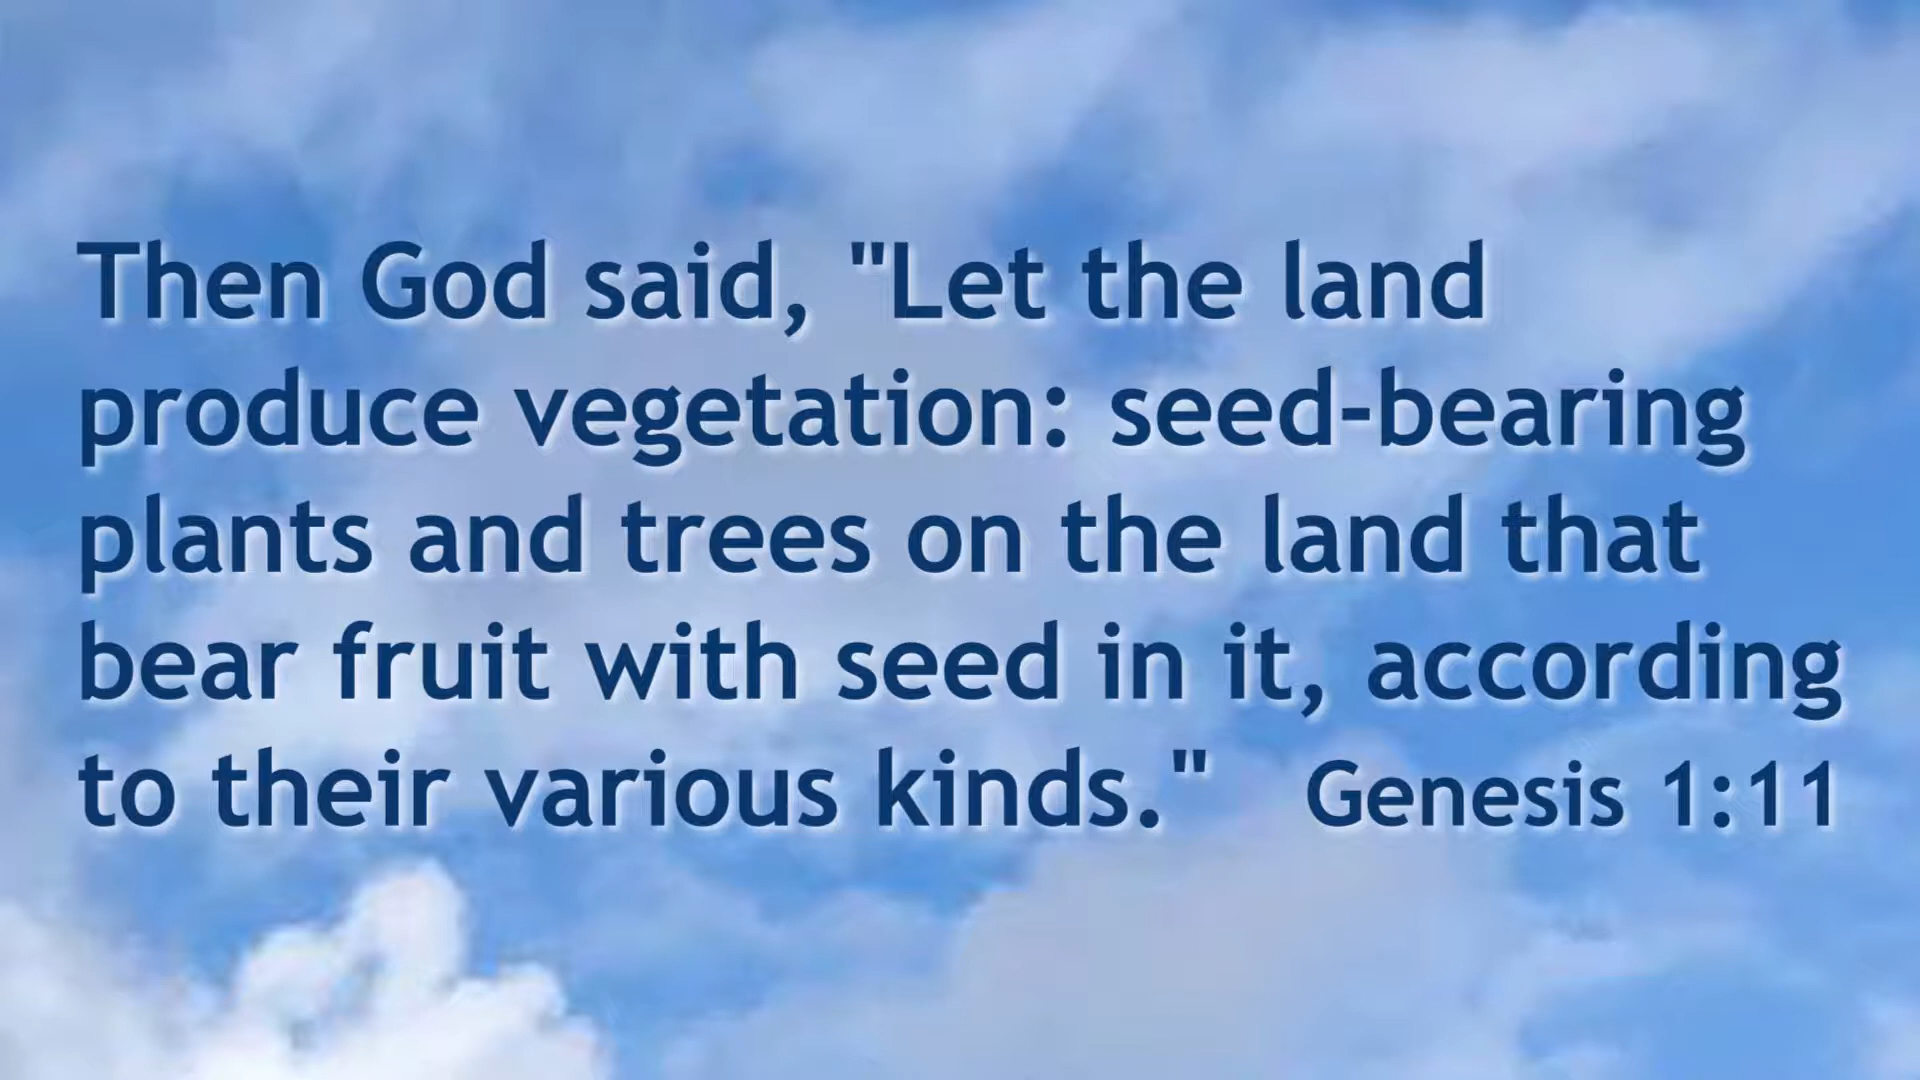 Then God said, "Let the land
produce vegetation: seed-bearing
plants and trees on the land that
bear fruit with seed in it, according
to their various kinds." Genesis 1:11